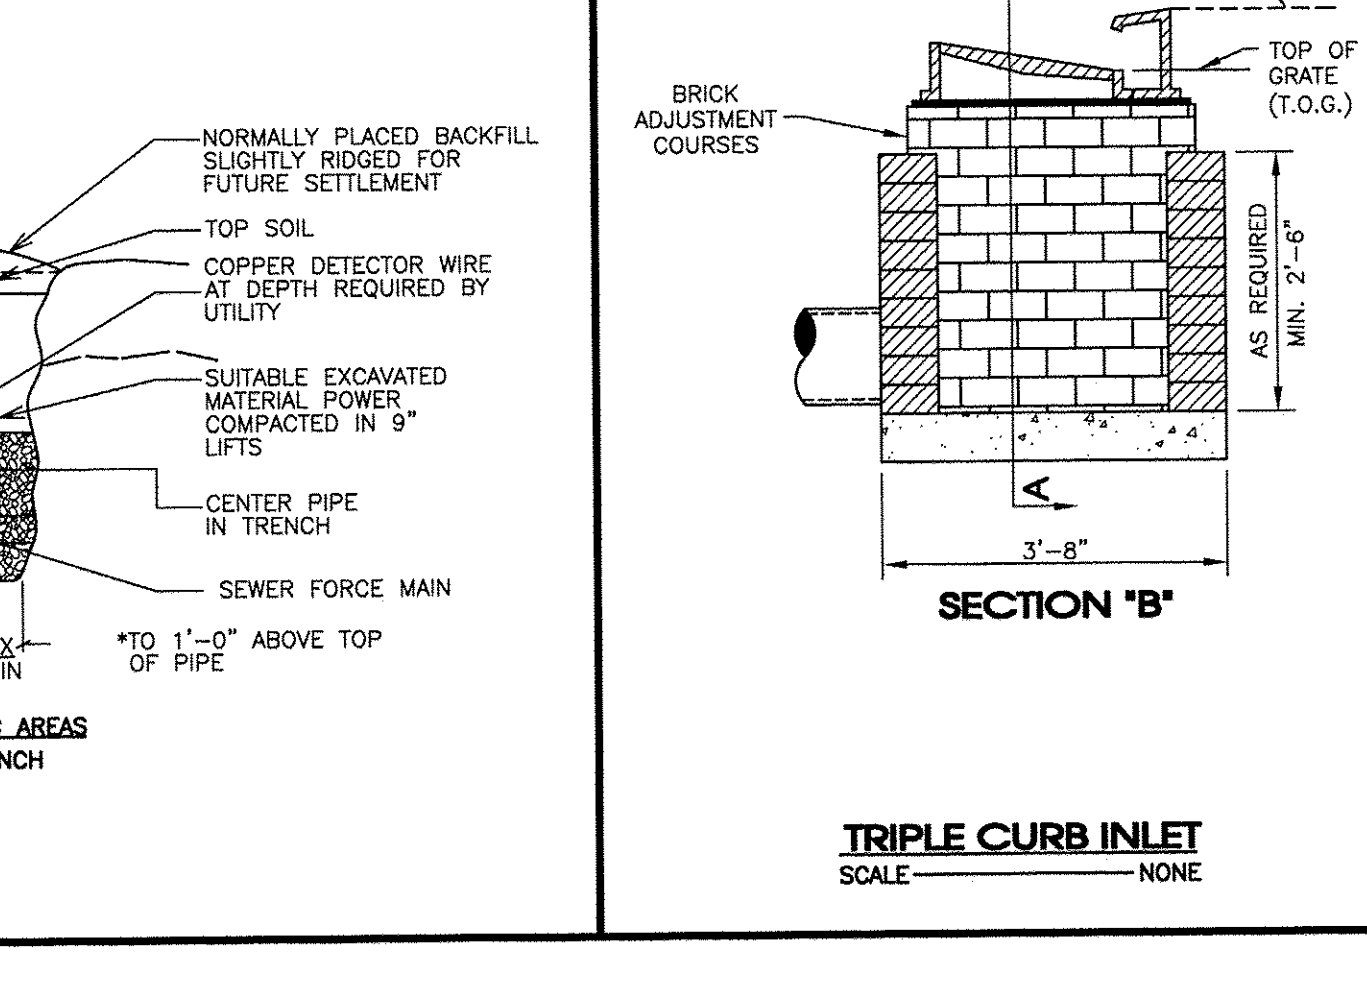 NORMALLY PLACED BACKFILL
SLIGHTLY RIDGED FOR
FUTURE SETTLEMENT
TOP SOIL
COPPER DETECTOR WIRE
AT DEPTH REQUIRED BY
UTILITY
SUITABLE EXCAVATED
MATERIAL POWER
COMPACTED IN 9"
LIFTS
CENTER PIPE
IN TRENCH
SEWER FORCE MAIN
*TO 1'-0" ABOVE TOP
OF PIPE
X
IN
AREAS
NCH
BRICK
ADJUSTMENT
COURSES
TOP OF
GRATE
(T.O.G.)
AS REQUIRED
MIN. 2'-6"
A
3'-8"
SECTION "B"
TRIPLE CURB INLET
SCALE NONE